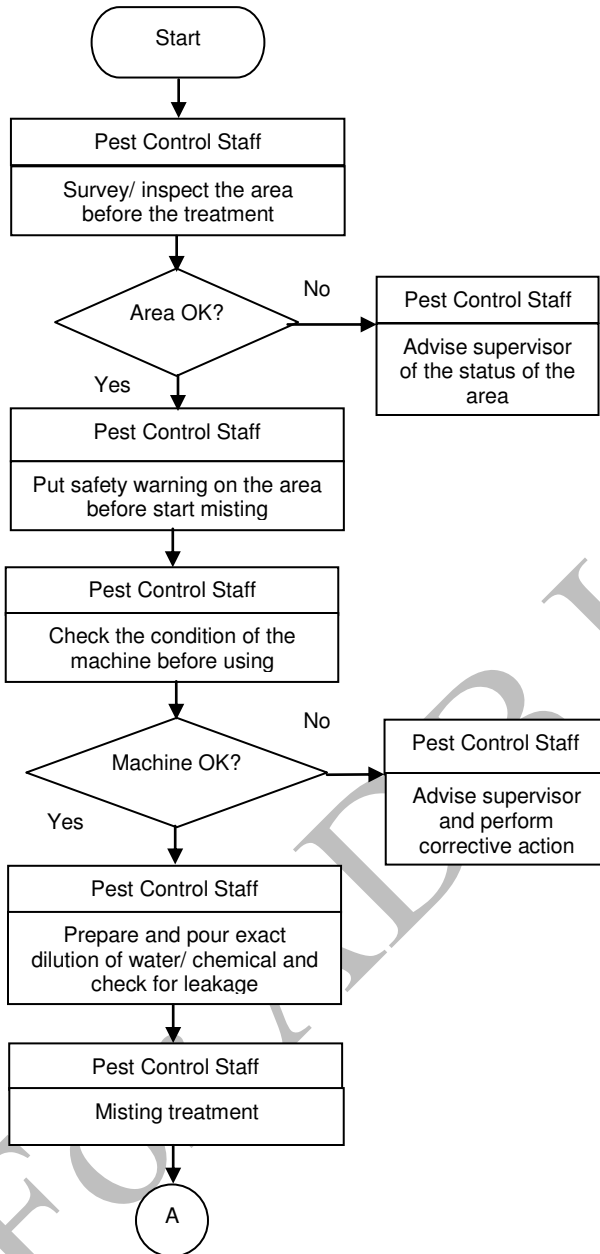 Start
Pest Control Staff
Survey/ inspect the area
before the treatment
Area OK?
No
Pest Control Staff
Advise supervisor
of the status of the
area
Yes
Pest Control Staff
Put safety warning on the area
before start misting
Pest Control Staff
Check the condition of the
machine before using
Machine OK?
No
Pest Control Staff
Advise supervisor
and perform
corrective action
Yes
Pest Control Staff
Prepare and pour exact
dilution of water/ chemical and
check for leakage
Pest Control Staff
Misting treatment
A